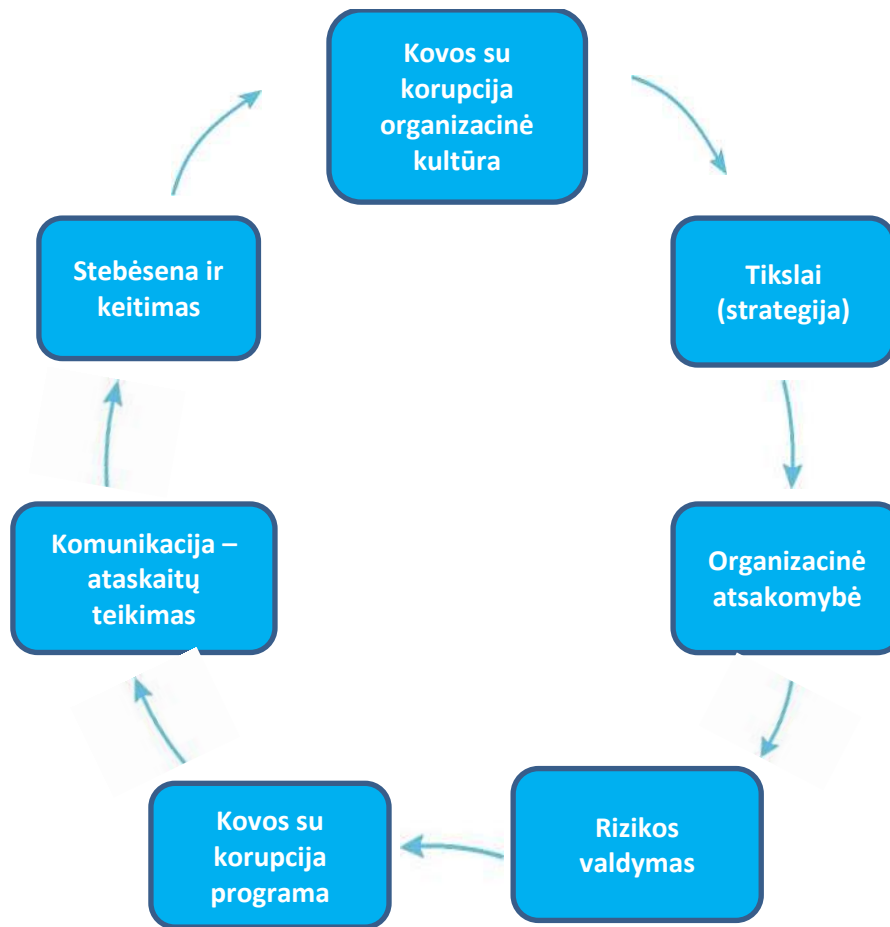 Kovos su
korupcija
organizacinė
kultūra
Tikslai
(strategija)
Organizacinė
atsakomybė
Rizikos
valdymas
Kovos su
korupcija
programa
Komunikacija –
ataskaitų
teikimas
Stebėsena ir
keitimas